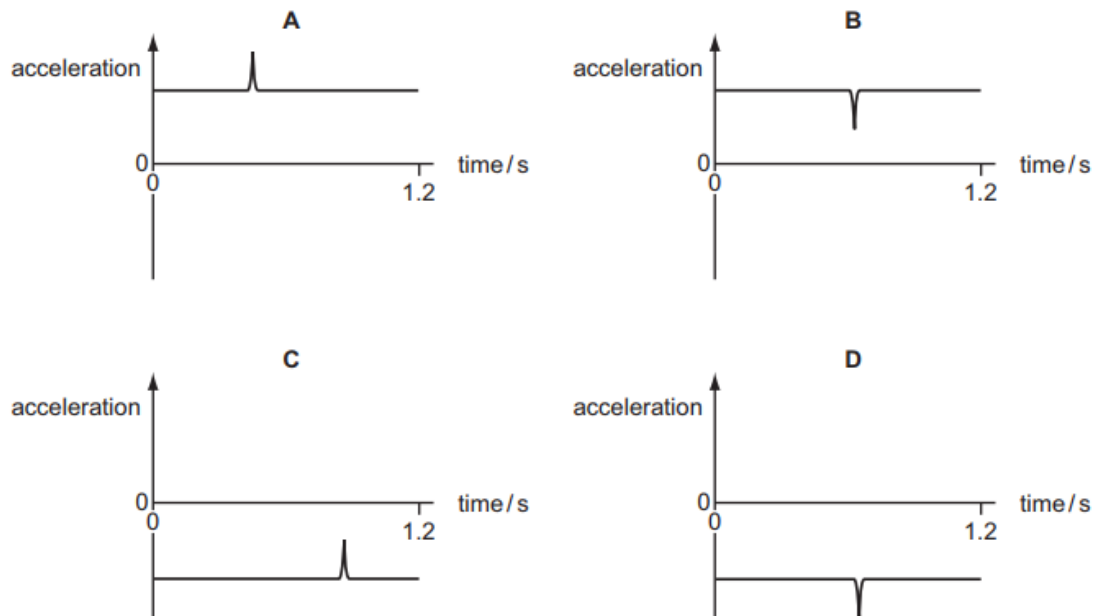 A
acceleration
0
0
1.2
time / s
B
acceleration
0
0
1.2
time / s
C
acceleration
0
0
1.2
time / s
D
acceleration
0
0
1.2
time / s